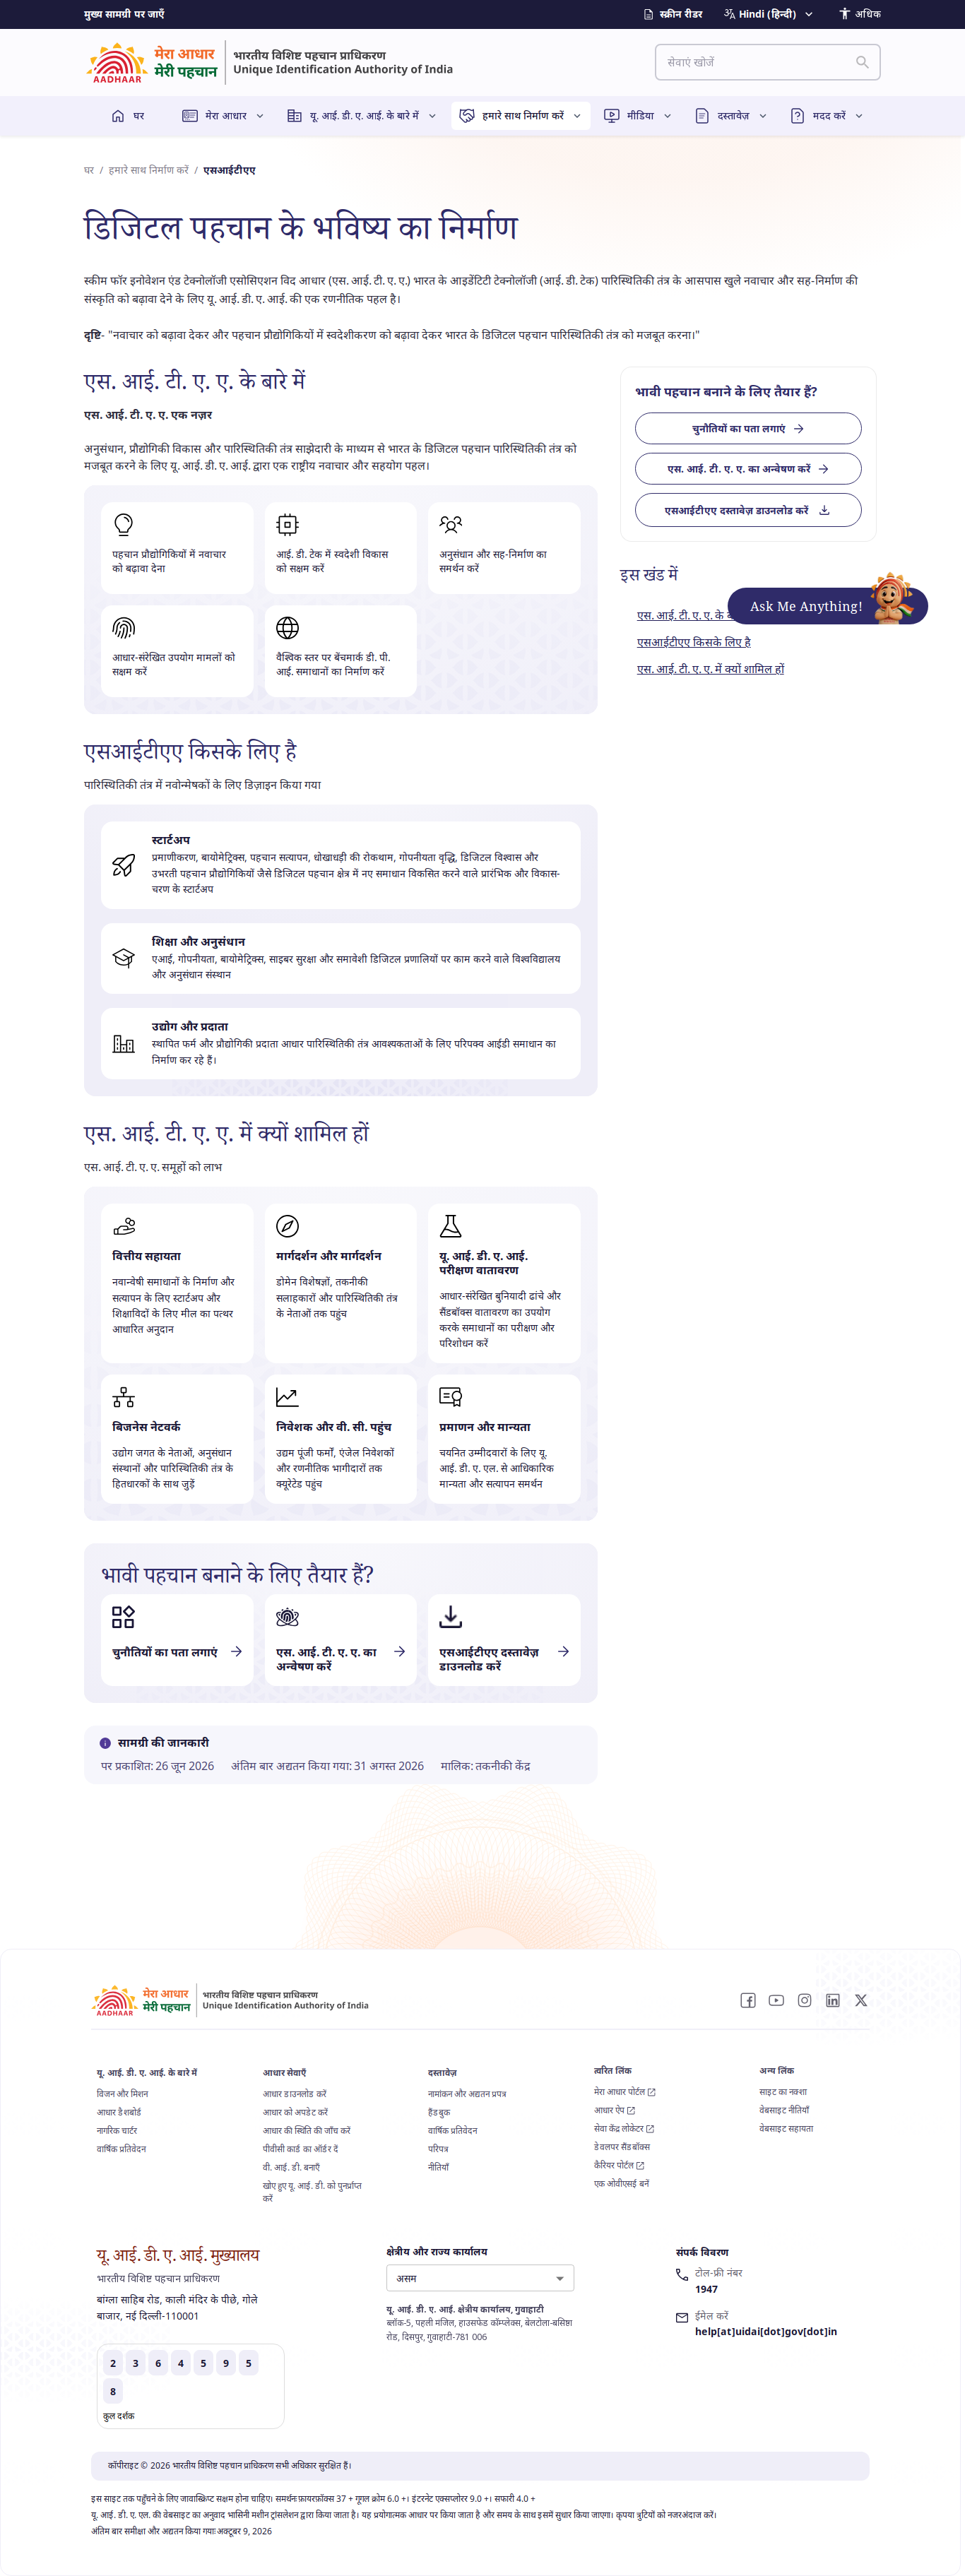 मुख्य सामग्री पर जाएँ
स्क्रीन रीडर
Hindi (हिन्दी)
अधिक
AADHAAR
मेरा आधार
मेरी पहचान
भारतीय विशिष्ट पहचान प्राधिकरण
Unique Identification Authority of India
सेवाएं खोजें
घर
मेरा आधार
यू. आई. डी. ए. आई. के बारे में
हमारे साथ निर्माण करें
मीडिया
दस्तावेज़
मदद करें
घर / हमारे साथ निर्माण करें / एसआईटीएए
डिजिटल पहचान के भविष्य का निर्माण
स्कीम फॉर इनोवेशन एंड टेक्नोलॉजी एसोसिएशन विद आधार (एस. आई. टी. ए. ए.) भारत के आइडेंटिटी टेक्नोलॉजी (आई. डी. टेक) पारिस्थितिकी तंत्र के आसपास खुले नवाचार और सह-निर्माण की
संस्कृति को बढ़ावा देने के लिए यू. आई. डी. ए. आई. की एक रणनीतिक पहल है।
दृष्टि- "नवाचार को बढ़ावा देकर और पहचान प्रौद्योगिकियों में स्वदेशीकरण को बढ़ावा देकर भारत के डिजिटल पहचान पारिस्थितिकी तंत्र को मजबूत करना।"
एस. आई. टी. ए. ए. के बारे में
एस. आई. टी. ए. ए. एक नज़र
अनुसंधान, प्रौद्योगिकी विकास और पारिस्थितिकी तंत्र साझेदारी के माध्यम से भारत के डिजिटल पहचान पारिस्थितिकी तंत्र को
मजबूत करने के लिए यू. आई. डी. ए. आई. द्वारा एक राष्ट्रीय नवाचार और सहयोग पहल।
पहचान प्रौद्योगिकियों में नवाचार
को बढ़ावा देना
आई. डी. टेक में स्वदेशी विकास
को सक्षम करें
अनुसंधान और सह-निर्माण का
समर्थन करें
आधार-संरेखित उपयोग मामलों को
सक्षम करें
वैश्विक स्तर पर बेंचमार्क डी. पी.
आई. समाधानों का निर्माण करें
भावी पहचान बनाने के लिए तैयार हैं?
चुनौतियों का पता लगाएं
एस. आई. टी. ए. ए. का अन्वेषण करें
एसआईटीएए दस्तावेज़ डाउनलोड करें
इस खंड में
एस. आई. टी. ए. ए. के
Ask Me Anything!
एसआईटीएए किसके लिए है
एस. आई. टी. ए. ए. में क्यों शामिल हों
एसआईटीएए किसके लिए है
पारिस्थितिकी तंत्र में नवोन्मेषकों के लिए डिज़ाइन किया गया
स्टार्टअप
प्रमाणीकरण, बायोमेट्रिक्स, पहचान सत्यापन, धोखाधड़ी की रोकथाम, गोपनीयता वृद्धि, डिजिटल विश्वास और
उभरती पहचान प्रौद्योगिकियों जैसे डिजिटल पहचान क्षेत्र में नए समाधान विकसित करने वाले प्रारंभिक और विकास-
चरण के स्टार्टअप
शिक्षा और अनुसंधान
एआई, गोपनीयता, बायोमेट्रिक्स, साइबर सुरक्षा और समावेशी डिजिटल प्रणालियों पर काम करने वाले विश्वविद्यालय
और अनुसंधान संस्थान
उद्योग और प्रदाता
स्थापित फर्म और प्रौद्योगिकी प्रदाता आधार पारिस्थितिकी तंत्र आवश्यकताओं के लिए परिपक्व आईडी समाधान का
निर्माण कर रहे हैं।
एस. आई. टी. ए. ए. में क्यों शामिल हों
एस. आई. टी. ए. ए. समूहों को लाभ
वित्तीय सहायता
नवान्वेषी समाधानों के निर्माण और
सत्यापन के लिए स्टार्टअप और
शिक्षाविदों के लिए मील का पत्थर
आधारित अनुदान
मार्गदर्शन और मार्गदर्शन
डोमेन विशेषज्ञों, तकनीकी
सलाहकारों और पारिस्थितिकी तंत्र
के नेताओं तक पहुंच
यू. आई. डी. ए. आई.
परीक्षण वातावरण
आधार-संरेखित बुनियादी ढांचे और
सैंडबॉक्स वातावरण का उपयोग
करके समाधानों का परीक्षण और
परिशोधन करें
बिजनेस नेटवर्क
उद्योग जगत के नेताओं, अनुसंधान
संस्थानों और पारिस्थितिकी तंत्र के
हितधारकों के साथ जुड़ें
निवेशक और वी. सी. पहुंच
उद्यम पूंजी फर्मों, एंजेल निवेशकों
और रणनीतिक भागीदारों तक
क्यूरेटेड पहुंच
प्रमाणन और मान्यता
चयनित उम्मीदवारों के लिए यू.
आई. डी. ए. एल. से आधिकारिक
मान्यता और सत्यापन समर्थन
भावी पहचान बनाने के लिए तैयार हैं?
चुनौतियों का पता लगाएं
एस. आई. टी. ए. ए. का
अन्वेषण करें
एसआईटीएए दस्तावेज़
डाउनलोड करें
सामग्री की जानकारी
पर प्रकाशित: 26 जून 2026
अंतिम बार अद्यतन किया गया: 31 अगस्त 2026
मालिक: तकनीकी केंद्र
AADHAAR
मेरा आधार
मेरी पहचान
भारतीय विशिष्ट पहचान प्राधिकरण
Unique Identification Authority of India
यू. आई. डी. ए. आई. के बारे में
विजन और मिशन
आधार डैशबोर्ड
नागरिक चार्टर
वार्षिक प्रतिवेदन
आधार सेवाएँ
आधार डाउनलोड करें
आधार को अपडेट करें
आधार की स्थिति की जाँच करें
पीवीसी कार्ड का ऑर्डर दें
वी. आई. डी. बनाएँ
खोए हुए यू. आई. डी. को पुनर्प्राप्त
करें
दस्तावेज़
नामांकन और अद्यतन प्रपत्र
हैंडबुक
वार्षिक प्रतिवेदन
परिपत्र
नीतियाँ
त्वरित लिंक
मेरा आधार पोर्टल
आधार ऐप
सेवा केंद्र लोकेटर
डेवलपर सैंडबॉक्स
कैरियर पोर्टल
एक ओवीएसई बनें
अन्य लिंक
साइट का नक्शा
वेबसाइट नीतियाँ
वेबसाइट सहायता
यू. आई. डी. ए. आई. मुख्यालय
भारतीय विशिष्ट पहचान प्राधिकरण
बांग्ला साहिब रोड, काली मंदिर के पीछे, गोले
बाजार, नई दिल्ली-110001
2 3 6 4 5 9 5
8
कुल दर्शक
क्षेत्रीय और राज्य कार्यालय
असम
यू. आई. डी. ए. आई. क्षेत्रीय कार्यालय, गुवाहाटी
ब्लॉक-5, पहली मंजिल, हाउसफेड कॉम्प्लेक्स, बेलटोला-बसिष्ठा
रोड, दिसपुर, गुवाहाटी-781 006
संपर्क विवरण
टोल-फ्री नंबर
1947
ईमेल करें
help[at]uidai[dot]gov[dot]in
कॉपीराइट © 2026 भारतीय विशिष्ट पहचान प्राधिकरण सभी अधिकार सुरक्षित हैं।
इस साइट तक पहुँचने के लिए जावास्क्रिप्ट सक्षम होना चाहिए। समर्थनः फ़ायरफ़ॉक्स 37 + गूगल क्रोम 6.0 +। इंटरनेट एक्सप्लोरर 9.0 +। सफारी 4.0 +
यू. आई. डी. ए. एल. की वेबसाइट का अनुवाद भासिनी मशीन ट्रांसलेशन द्वारा किया जाता है। यह प्रयोगात्मक आधार पर किया जाता है और समय के साथ इसमें सुधार किया जाएगा। कृपया त्रुटियों को नजरअंदाज करें।
अंतिम बार समीक्षा और अद्यतन किया गयाः अक्टूबर 9, 2026